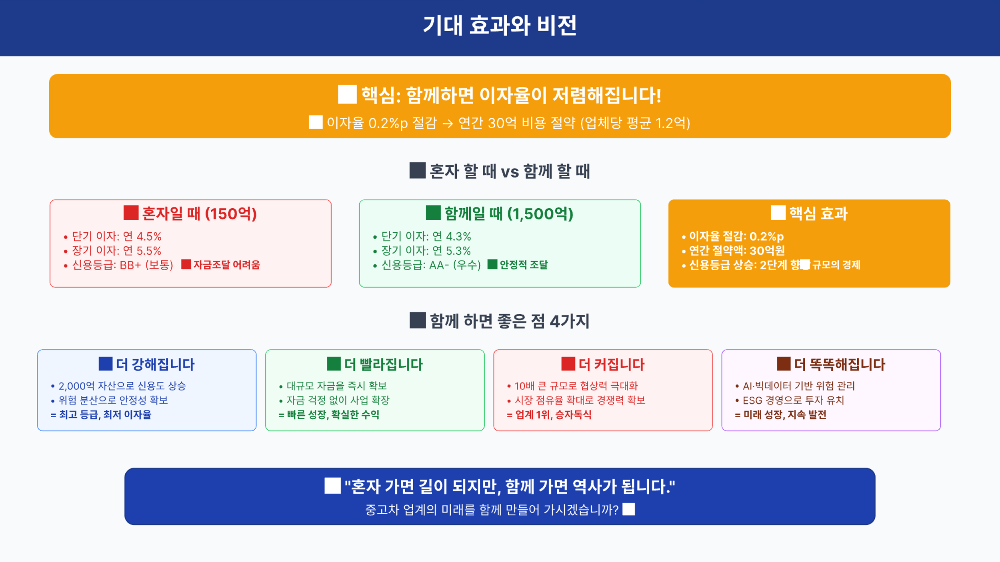 기대 효과와 비전
핵심: 함께하면 이자율이 저렴해집니다!
이자율 0.2%p 절감 → 연간 30억 비용 절약 (업체당 평균 1.2억)
혼자 할 때 vs 함께 할 때
혼자일 때 (150억)
• 단기 이자: 연 4.5%
• 장기 이자: 연 5.5%
• 신용등급: BB+ (보통) 자금조달 어려움
함께일 때 (1,500억)
• 단기 이자: 연 4.3%
• 장기 이자: 연 5.3%
• 신용등급: AA- (우수) 안정적 조달
핵심 효과
• 이자율 절감: 0.2%p
• 연간 절약액: 30억원
• 신용등급 상승: 2단계 규모의 경제
함께 하면 좋은 점 4가지
더 강해집니다
• 2,000억 자산으로 신용도 상승
• 위험 분산으로 안정성 확보
= 최고 등급, 최저 이자율
더 빨라집니다
• 대규모 자금을 즉시 확보
• 자금 걱정 없이 사업 확장
= 빠른 성장, 확실한 수익
더 커집니다
• 10배 큰 규모로 협상력 극대화
• 시장 점유율 확대로 경쟁력 확보
= 업계 1위, 승자독식
더 똑똑해집니다
• AI·빅데이터 기반 위험 관리
• ESG 경영으로 투자 유치
= 미래 성장, 지속 발전
"혼자 가면 길이 되지만, 함께 가면 역사가 됩니다."
중고차 업계의 미래를 함께 만들어 가시겠습니까?